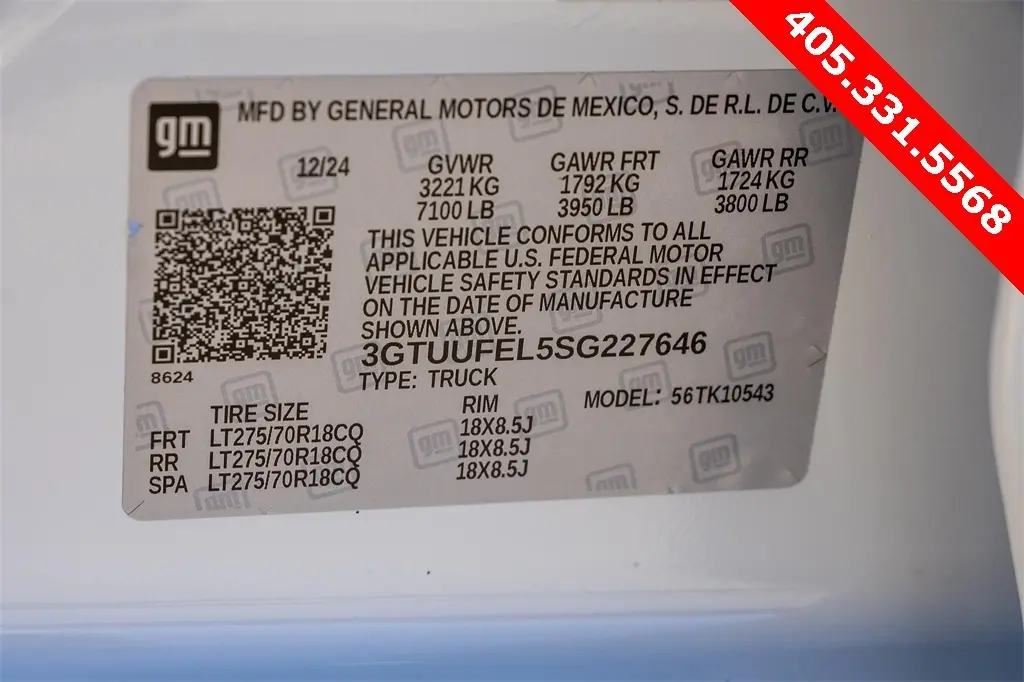 405.331.5568
gm
MFD BY GENERAL MOTORS DE MEXICO, S. DE R.L. DE C.V.
12/24 GVWR GAWR FRT GAWR RR
3221 KG 1792 KG 1724 KG
7100 LB 3950 LB 3800 LB
THIS VEHICLE CONFORMS TO ALL
APPLICABLE U.S. FEDERAL MOTOR
VEHICLE SAFETY STANDARDS IN EFFECT
ON THE DATE OF MANUFACTURE
SHOWN ABOVE.
3GTUUFEL5SG227646
8624
TYPE: TRUCK
MODEL: 56TK10543
TIRE SIZE RIM
FRT LT275/70R18CQ 18X8.5J
RR LT275/70R18CQ 18X8.5J
SPA LT275/70R18CQ 18X8.5J